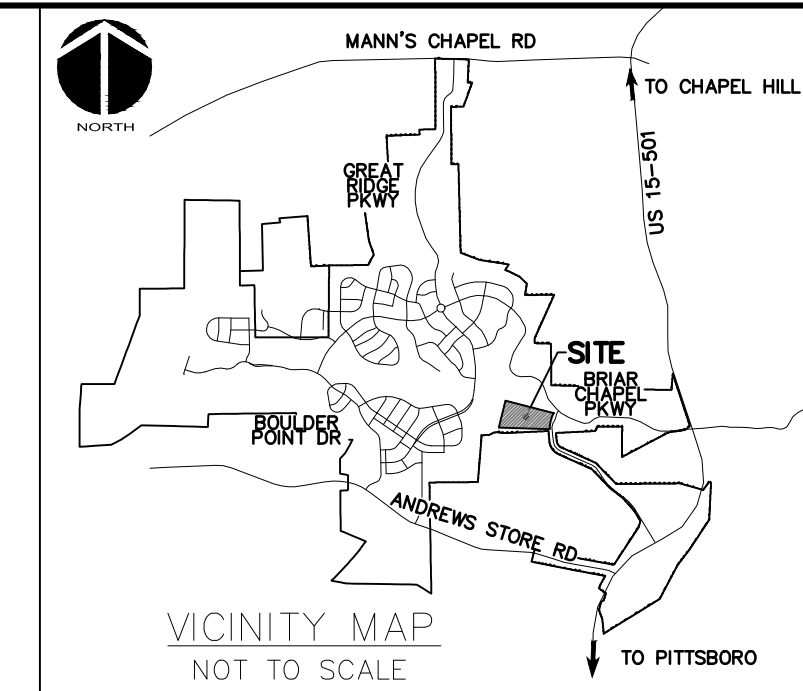 MANN'S CHAPEL RD
TO CHAPEL HILL
NORTH
US 15-501
GREAT
RIDGE
PKWY
SITE
BRIAR
CHAPEL
PKWY
BOULDER
POINT DR
ANDREWS STORE RD
VICINITY MAP
NOT TO SCALE
TO PITTSBORO